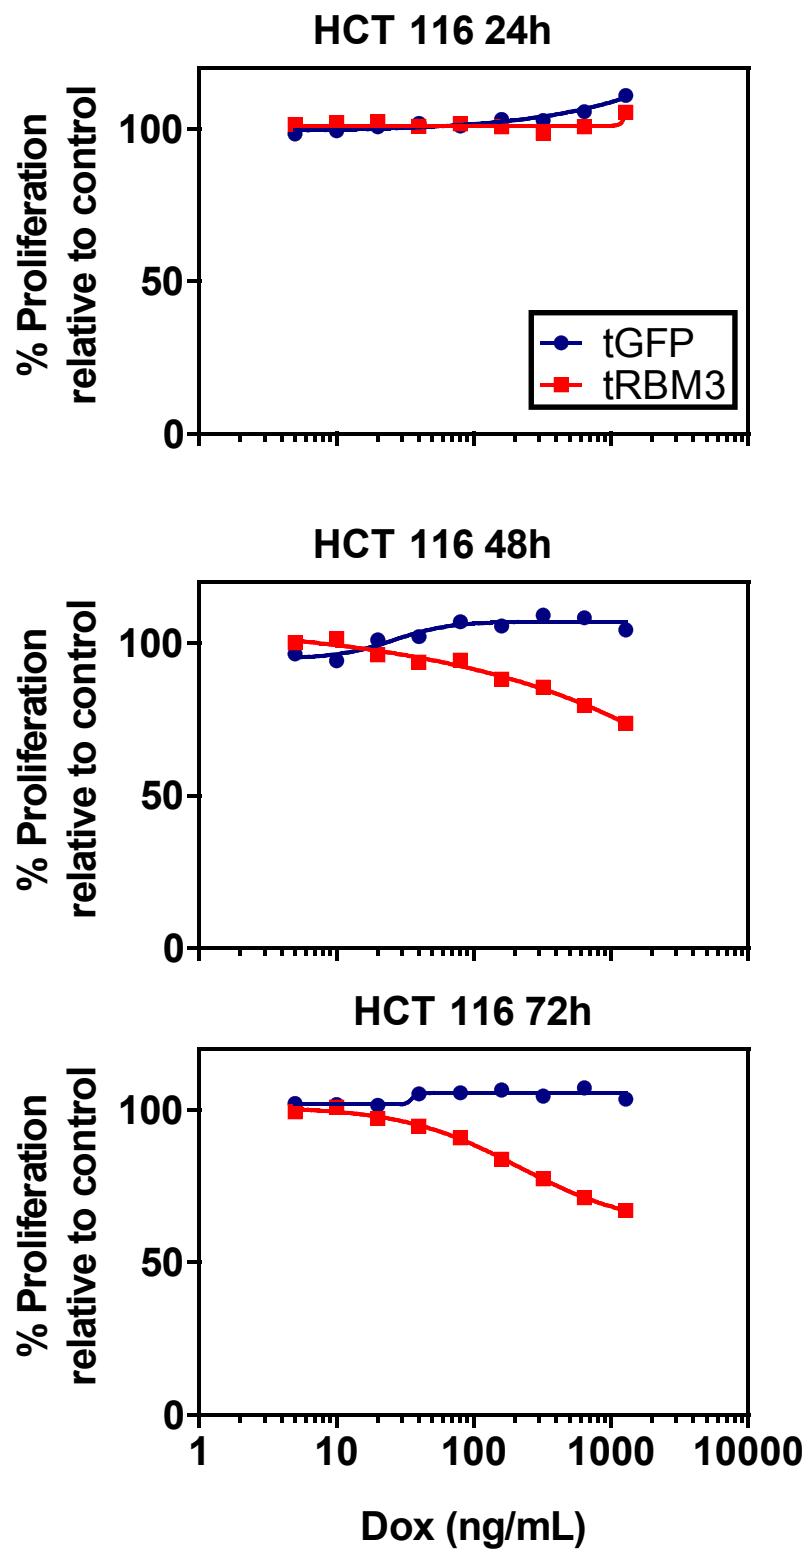 HCT 116 24h
% Proliferation
relative to control
100
50
0
tGFP
tRBM3
HCT 116 48h
% Proliferation
relative to control
100
50
0
HCT 116 72h
% Proliferation
relative to control
100
50
0
1 10 100 1000 10000
Dox (ng/mL)